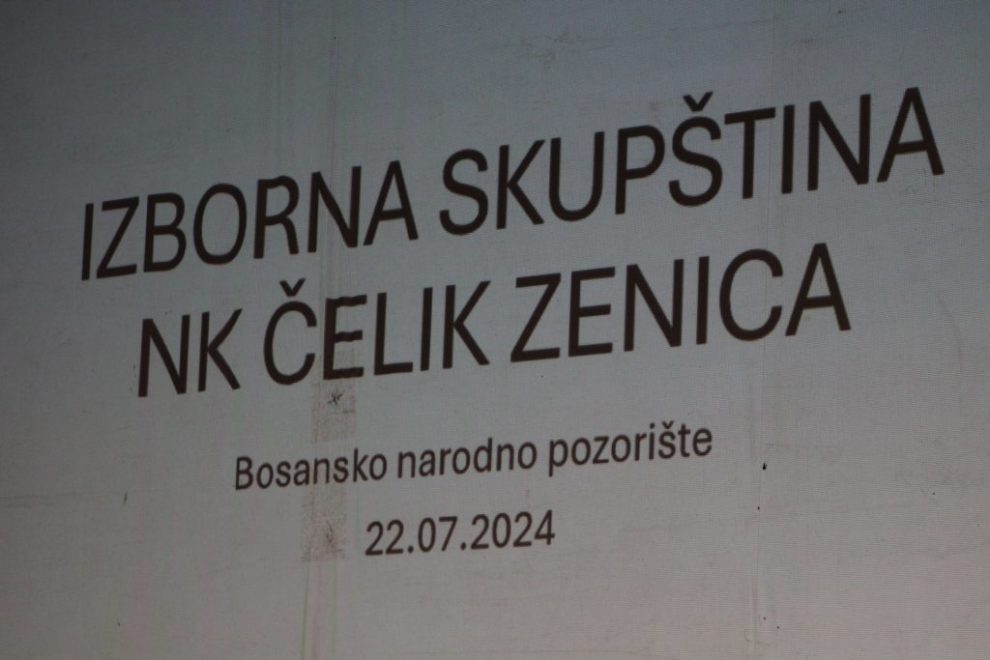 IZBORNA SKUPŠTINA
NK ČELIK ZENICA
Bosansko narodno pozorište
22.07.2024